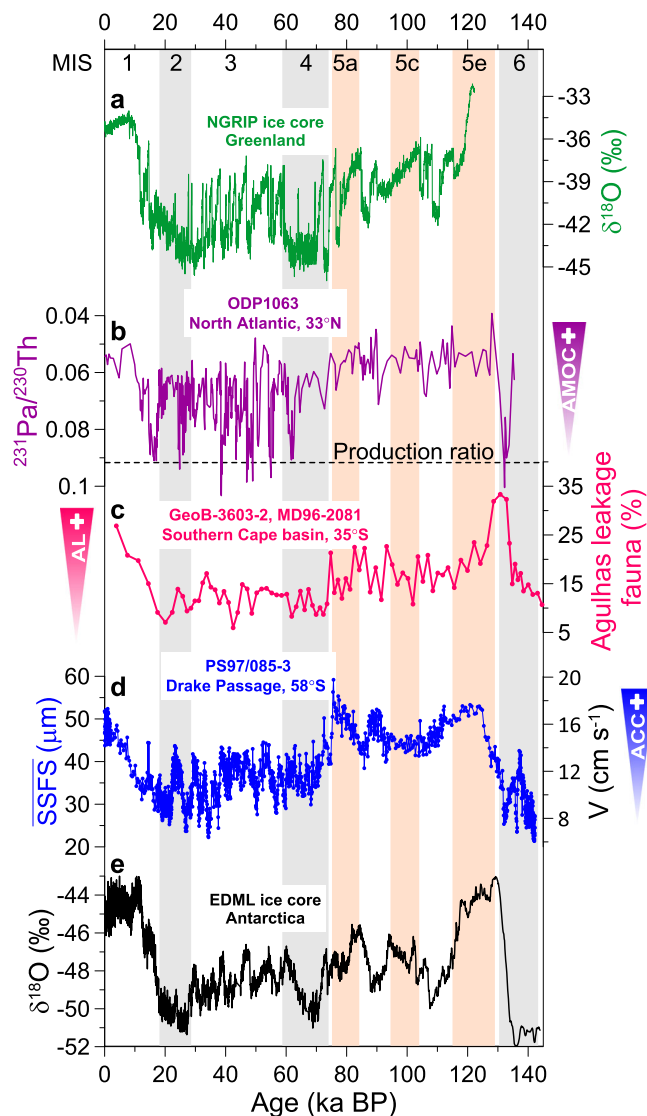 0 20 40 60 80 100 120 140
MIS 1 2 3 4 5a 5c 5e 6
a
NGRIP ice core
Greenland
-33
-36
-39
-42
-45
δ¹⁸O (‰)
b
ODP1063
North Atlantic, 33°N
0.04
0.06
0.08
0.1
²³¹Pa/²³⁰Th
AMOC +
Production ratio
c
GeoB-3603-2, MD96-2081
Southern Cape basin, 35°S
AL +
35
25
15
5
Agulhas leakage
fauna (%)
d
PS97/085-3
Drake Passage, 58°S
60
50
40
30
20
SSFS (μm)
20
16
12
8
V (cm s⁻¹)
ACC +
e
EDML ice core
Antarctica
-44
-46
-48
-50
-52
δ¹⁸O (‰)
0 20 40 60 80 100 120 140
Age (ka BP)